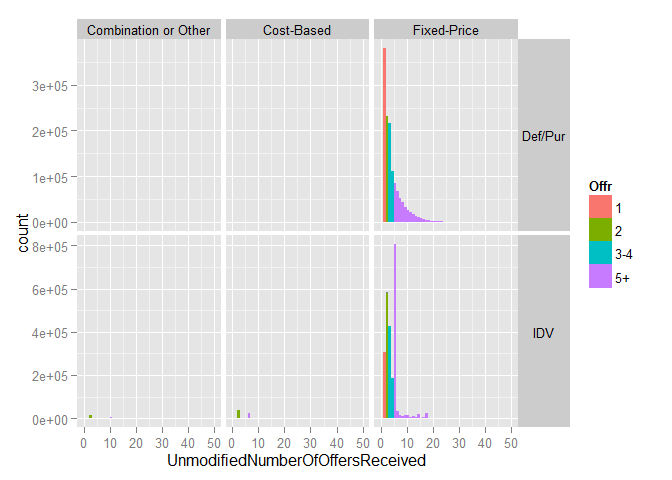 Combination or Other Cost-Based Fixed-Price
3e+05
2e+05
1e+05
0e+00
Def/Pur
8e+05
6e+05
4e+05
2e+05
0e+00
IDV
count
0 10 20 30 40 50 0 10 20 30 40 50 0 10 20 30 40 50
UnmodifiedNumberOfOffersReceived
Offr
1
2
3-4
5+